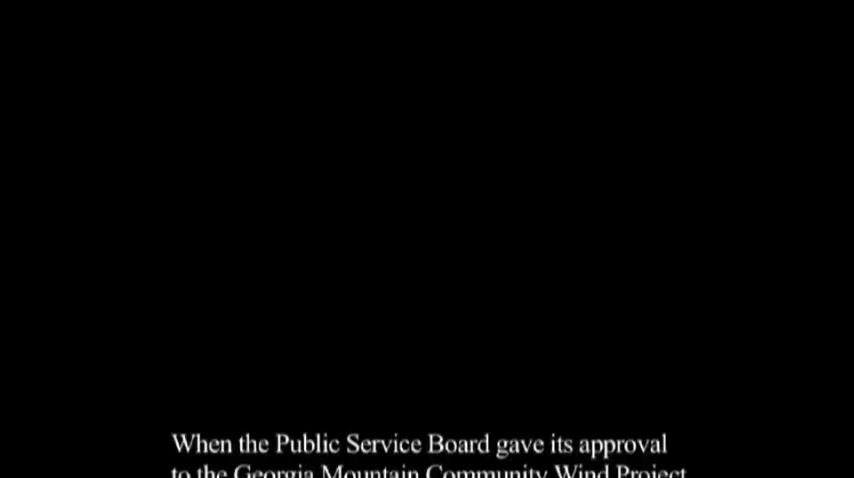 When the Public Service Board gave its approval
to the Georgia Mountain Community Wind Project